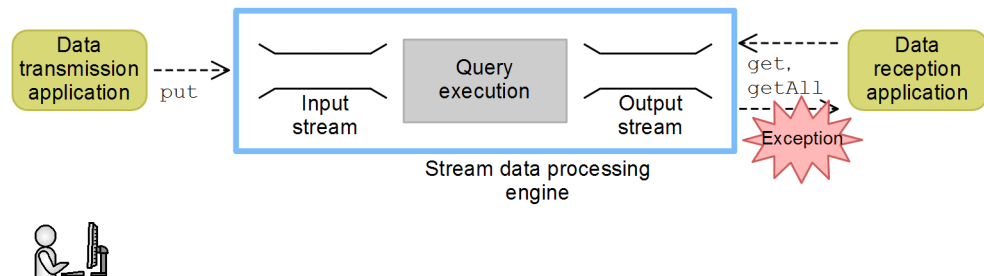 Data
transmission
application
put
Input
stream
Query
execution
Output
stream
get,
getAll
Exception
Data
reception
application
Stream data processing
engine